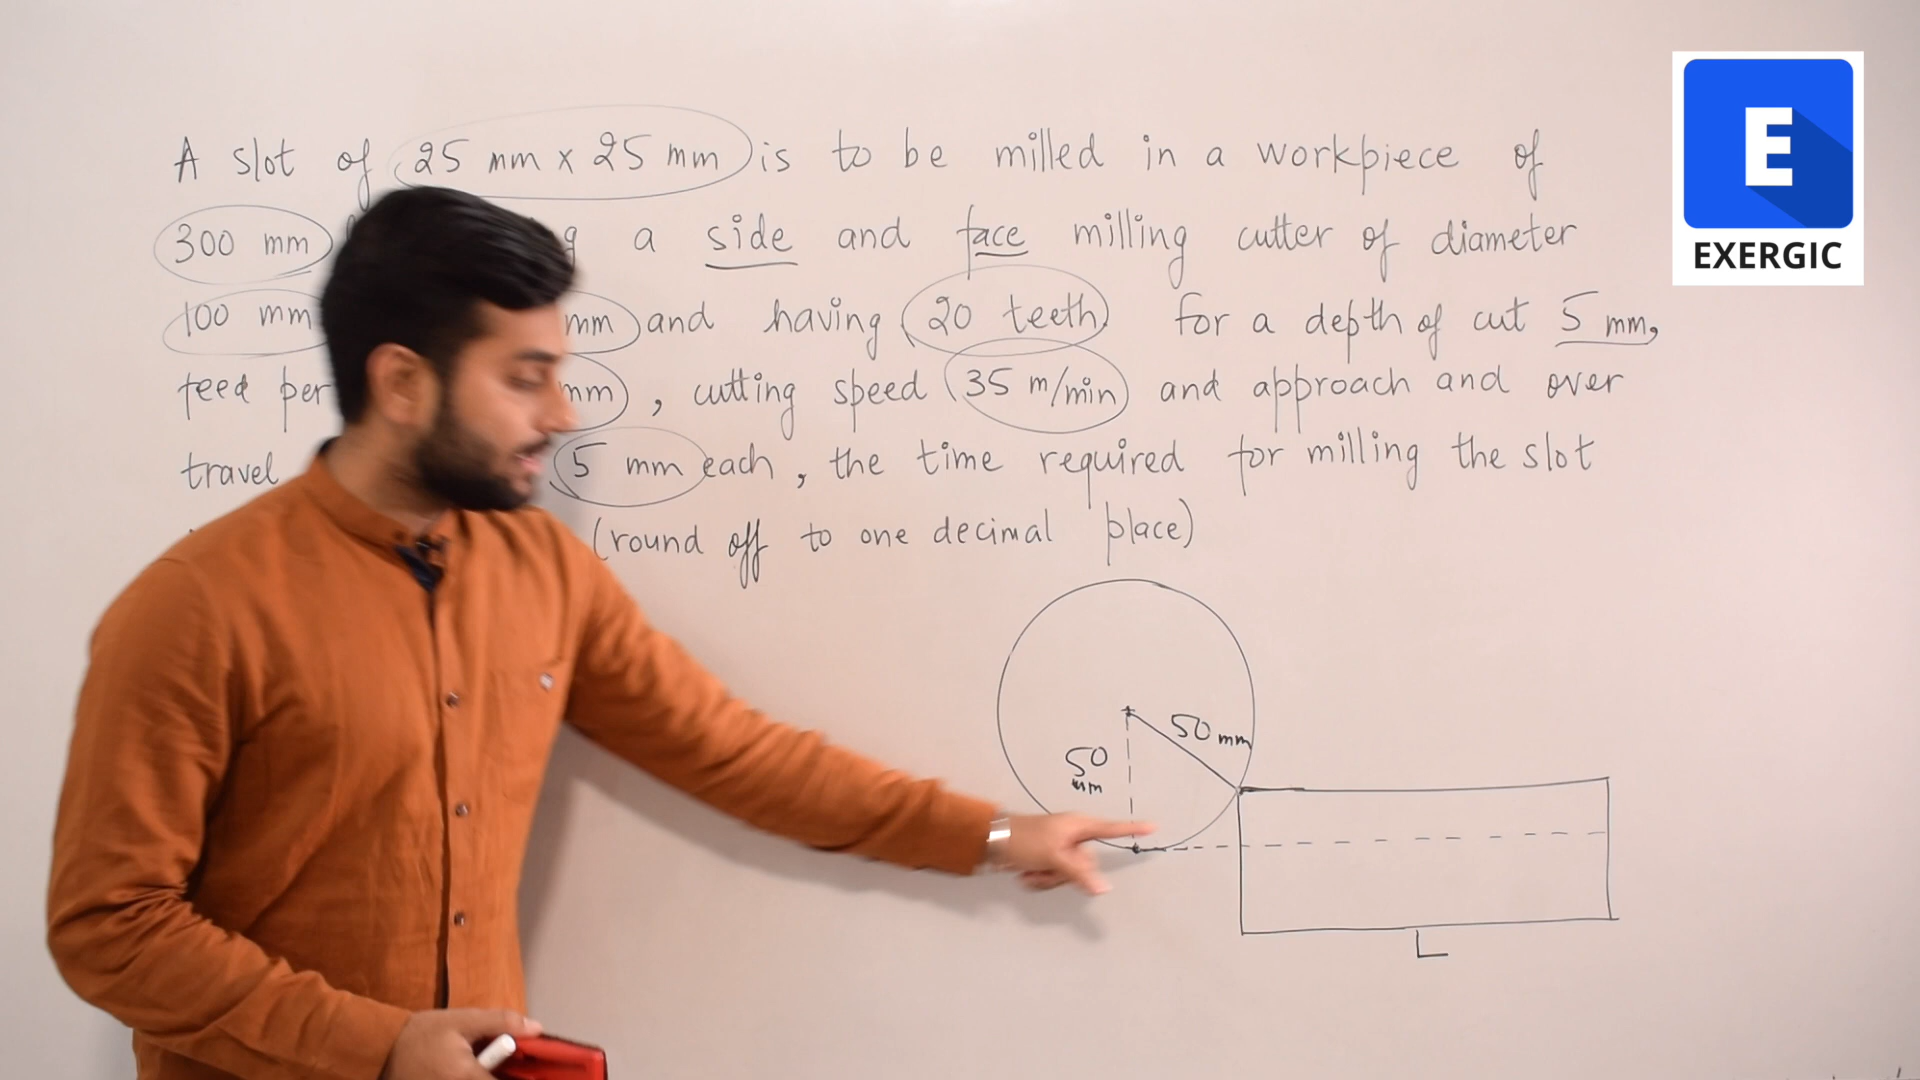 A slot of 25 mm x 25 mm is to be milled in a workpiece of
300 mm a side and face milling cutter of diameter
100 mm mm and having 20 teeth for a depth of cut 5 mm,
feed per mm, cutting speed 35 m/min and approach and over
travel 5 mm each, the time required for milling the slot
(round off to one decimal place)
50 mm
50
mm
L
E
EXERGIC